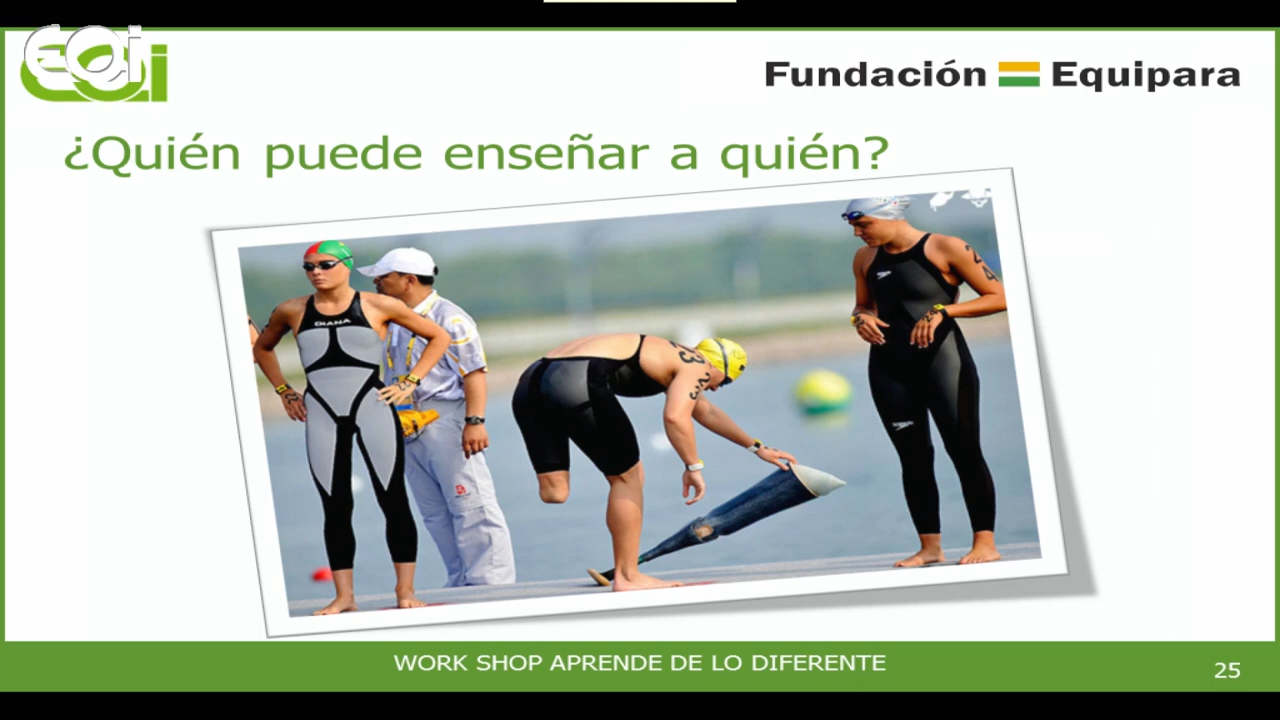 eoi
Fundación Equipara
¿Quién puede enseñar a quién?
DIANA
WORK SHOP APRENDE DE LO DIFERENTE
25